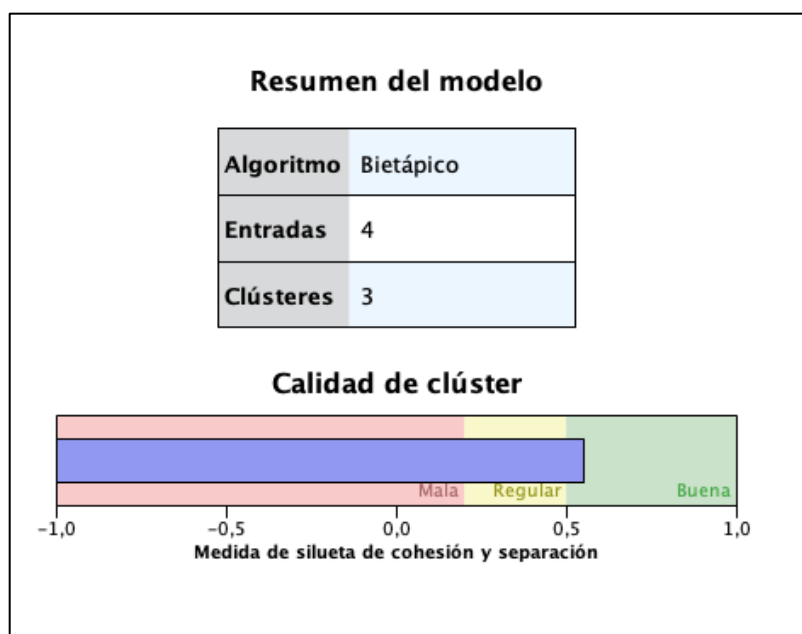 Resumen del modelo
Algoritmo Bietápico
Entradas 4
Clústeres 3
Calidad de clúster
Mala Regular Buena
-1,0 -0,5 0,0 0,5 1,0
Medida de silueta de cohesión y separación